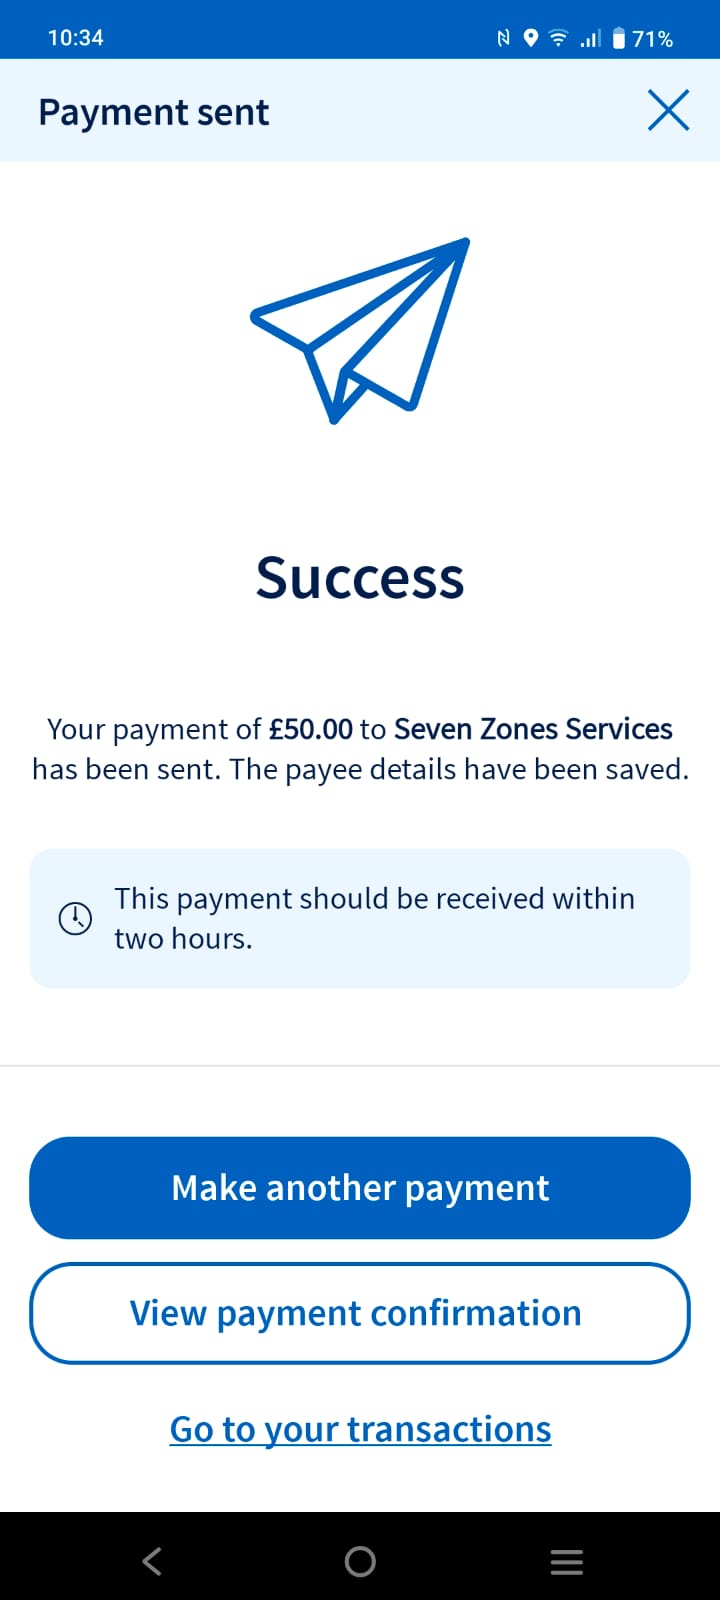 10:34
71%
Payment sent
Success
Your payment of £50.00 to Seven Zones Services
has been sent. The payee details have been saved.
This payment should be received within
two hours.
Make another payment
View payment confirmation
Go to your transactions